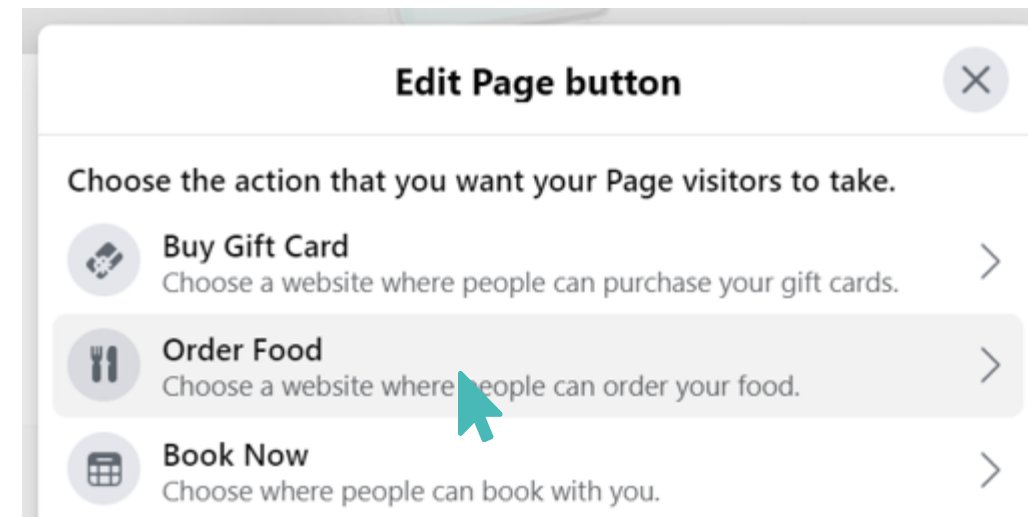 Edit Page button
Choose the action that you want your Page visitors to take.
Buy Gift Card
Choose a website where people can purchase your gift cards.
Order Food
Choose a website where people can order your food.
Book Now
Choose where people can book with you.